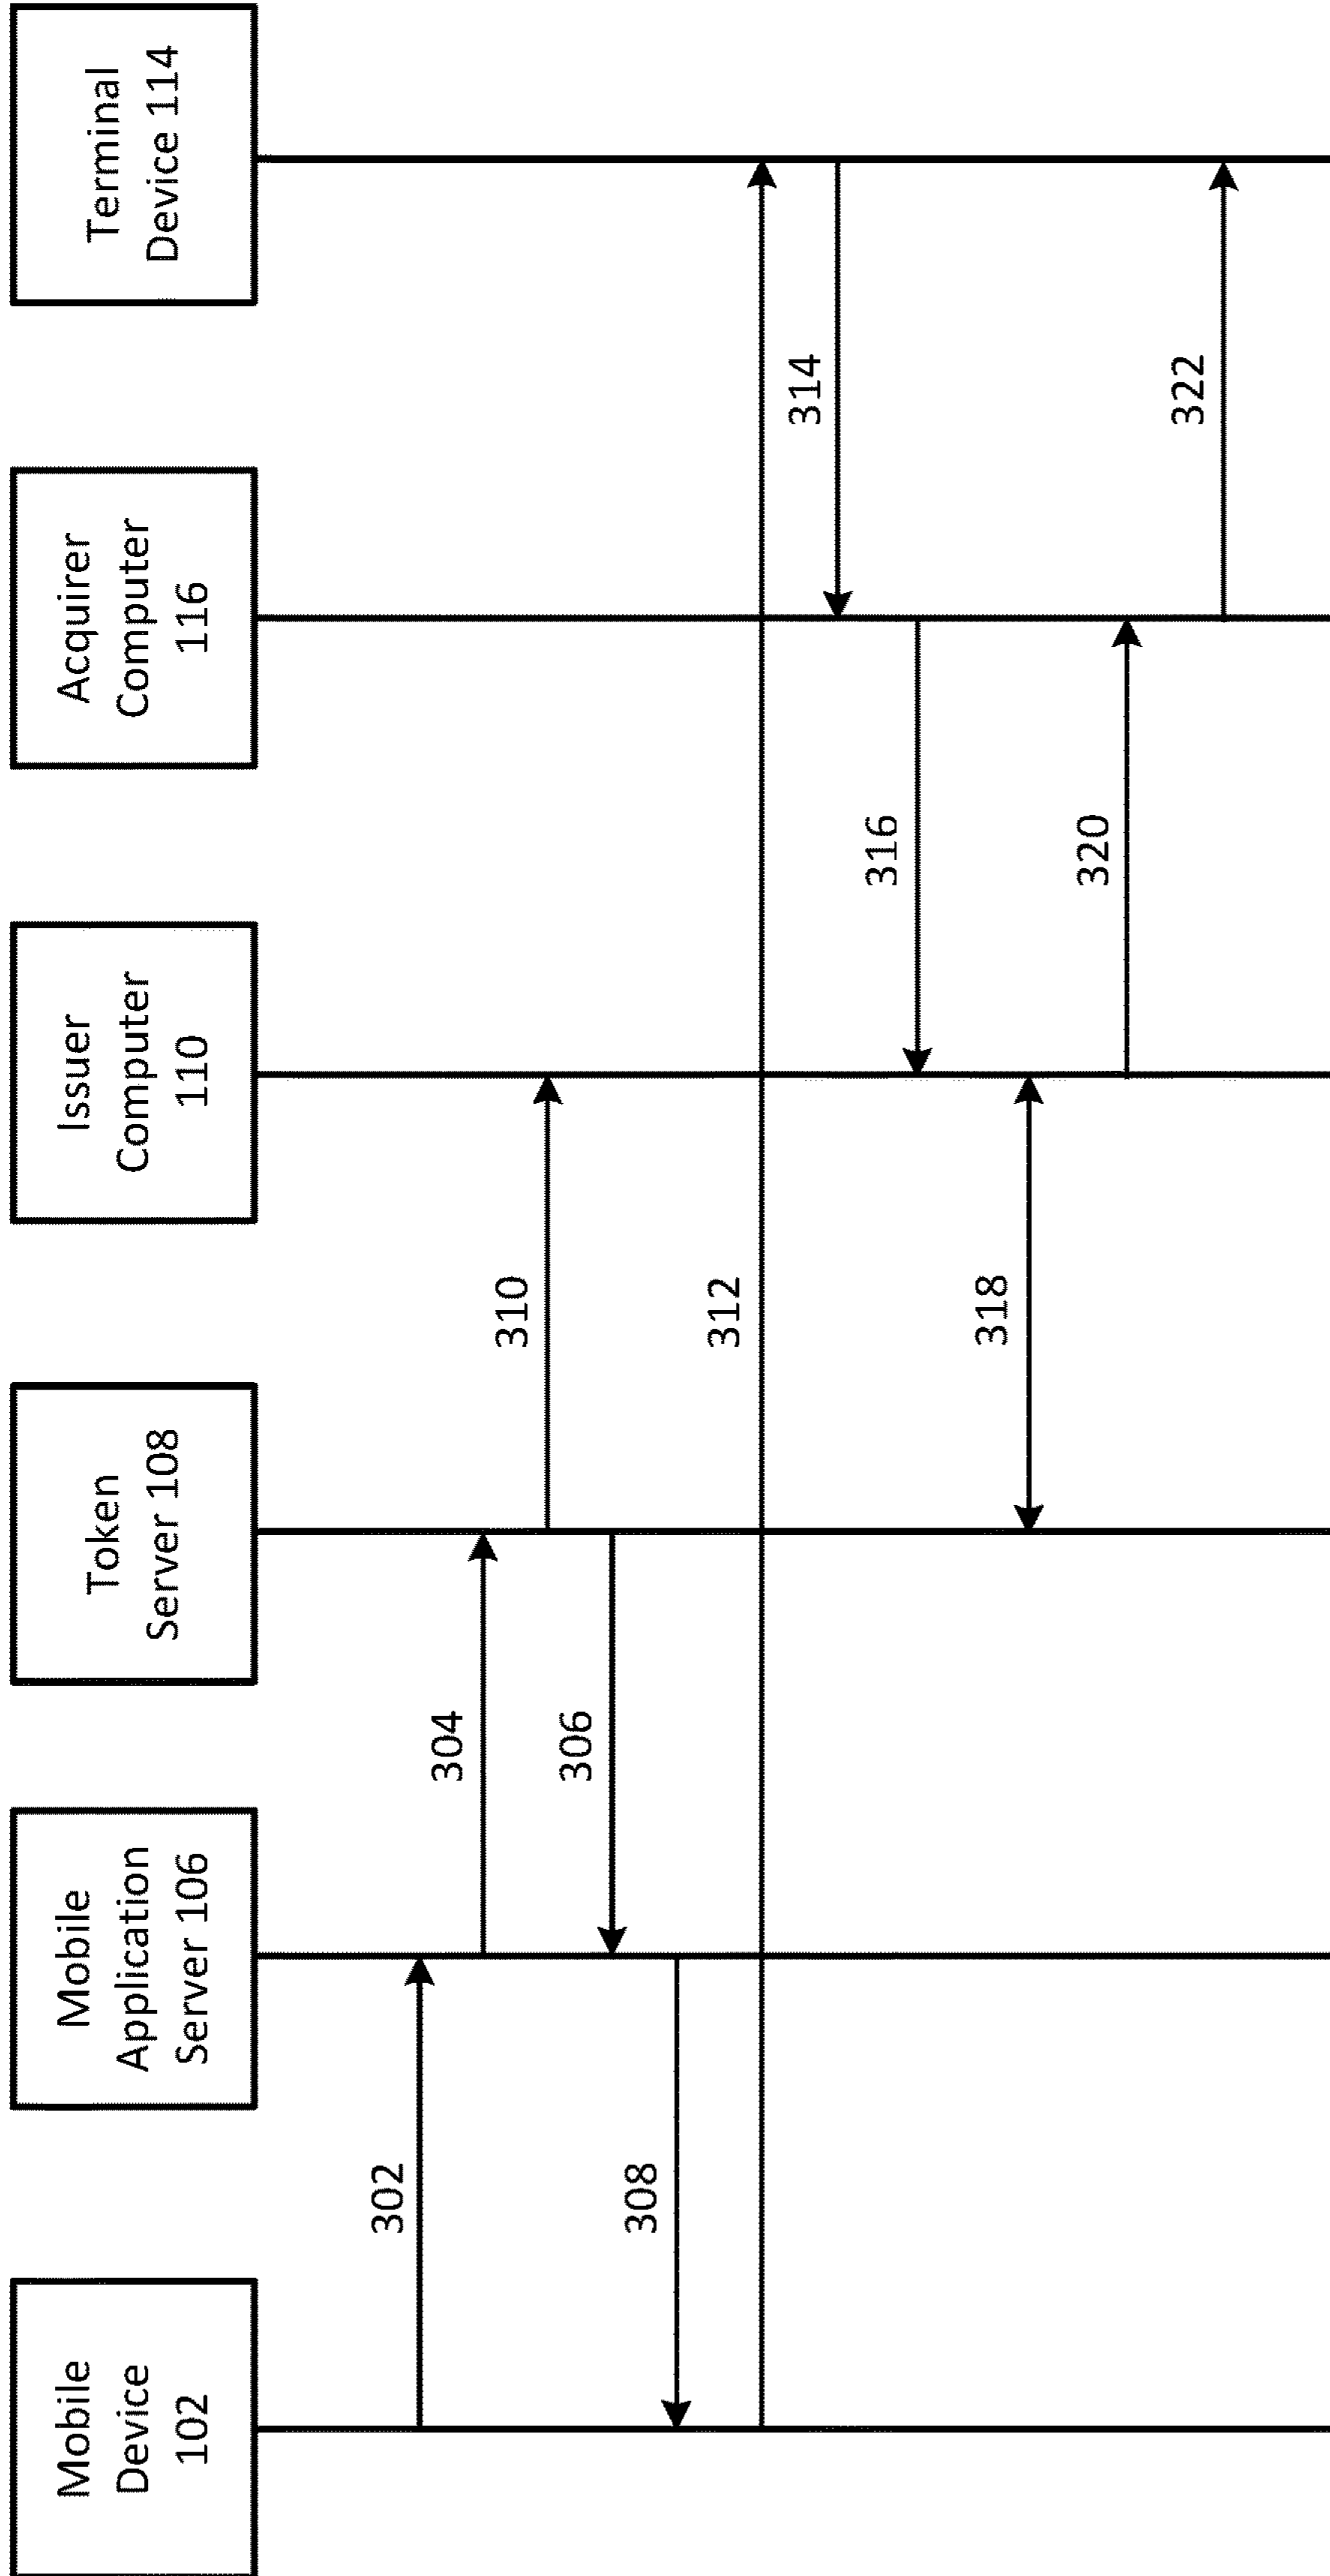 Mobile
Device
102
Mobile
Application
Server 106
Token
Server 108
Issuer
Computer
110
Acquirer
Computer
116
Terminal
Device 114
302
304
310
306
308
312
314
316
318
320
322